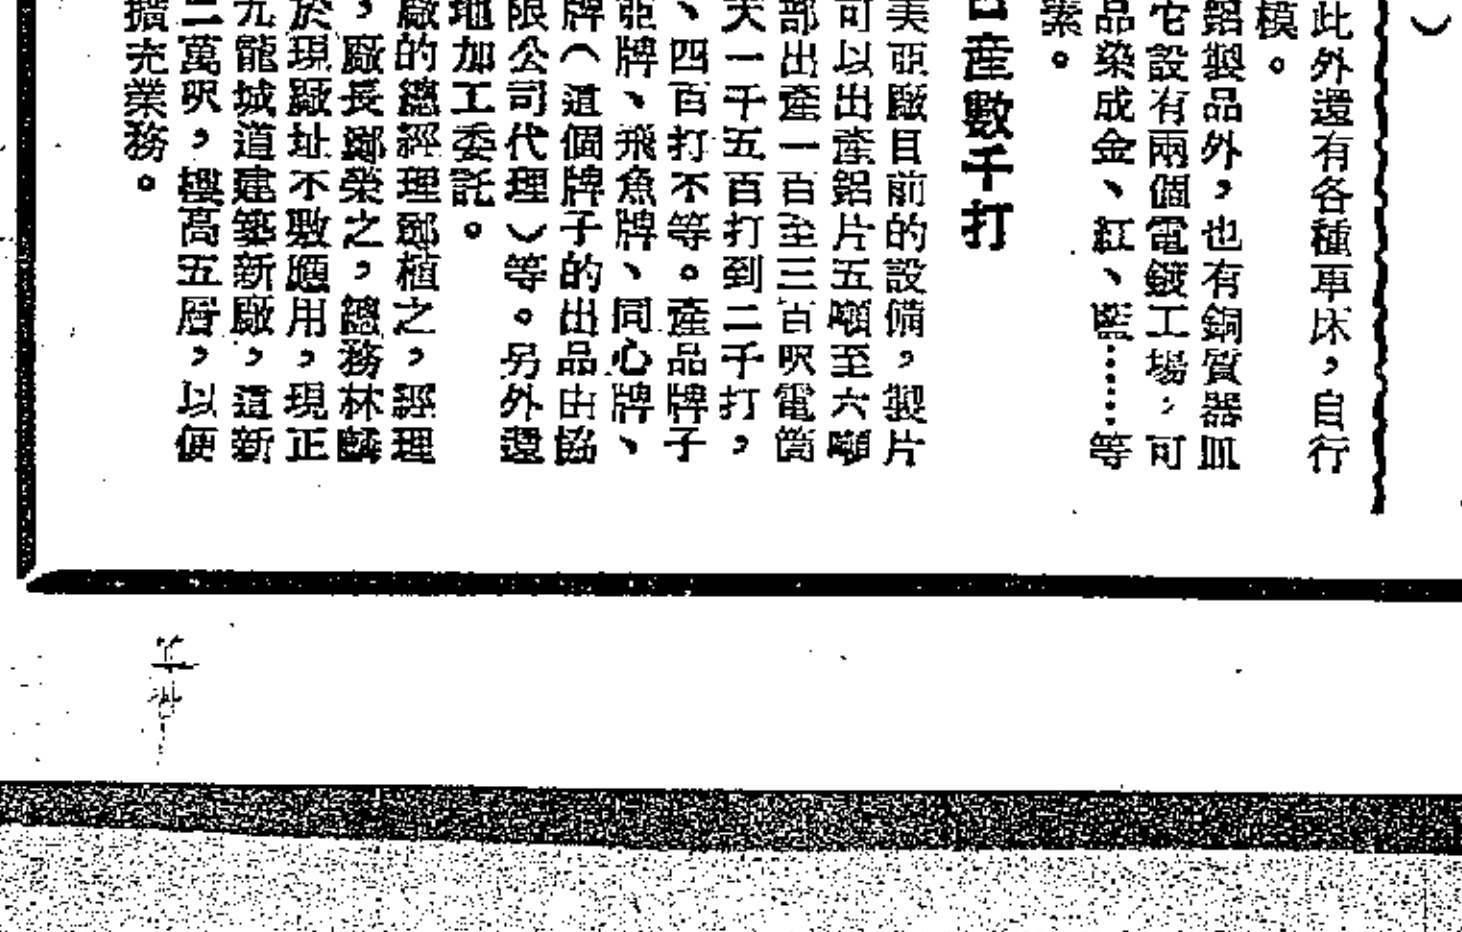 ）
此外還有各種車床，自行
模。
鋁製品外，也有銅質器皿
它設有兩個電鍍工場，可
品染成金、紅、藍……等
素。
日產數千打
美亞廠目前的設備，製片
可以出產鋁片五噸至六噸
部出產一百至三百呎電筒
天一千五百打到二千打，
、四百打不等。產品牌子
亞牌、飛魚牌、同心牌、
牌（這個牌子的出品由協
限公司代理）等。另外還
地加工委託。
廠的總經理鄺植之，經理
，廠長鄺榮之，總務林麟
於現廠址不敷應用，現正
九龍城道建築新廠，這新
二萬呎，樓高五層，以便
擴充業務。